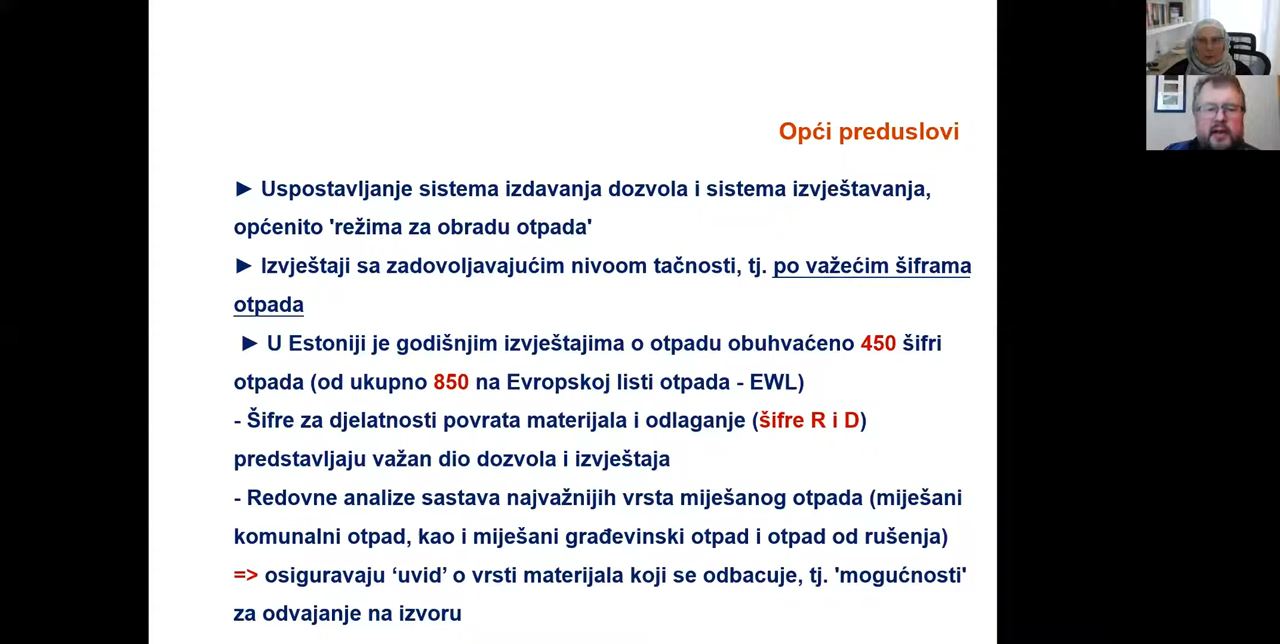 Opći preduslovi
► Uspostavljanje sistema izdavanja dozvola i sistema izvještavanja,
općenito 'režima za obradu otpada'
► Izvještaji sa zadovoljavajućim nivoom tačnosti, tj. po važećim šiframa
otpada
► U Estoniji je godišnjim izvještajima o otpadu obuhvaćeno 450 šifri
otpada (od ukupno 850 na Evropskoj listi otpada - EWL)
- Šifre za djelatnosti povrata materijala i odlaganje (šifre R i D)
predstavljaju važan dio dozvola i izvještaja
- Redovne analize sastava najvažnijih vrsta miješanog otpada (miješani
komunalni otpad, kao i miješani građevinski otpad i otpad od rušenja)
=> osiguravaju ‘uvid’ o vrsti materijala koji se odbacuje, tj. 'mogućnosti'
za odvajanje na izvoru